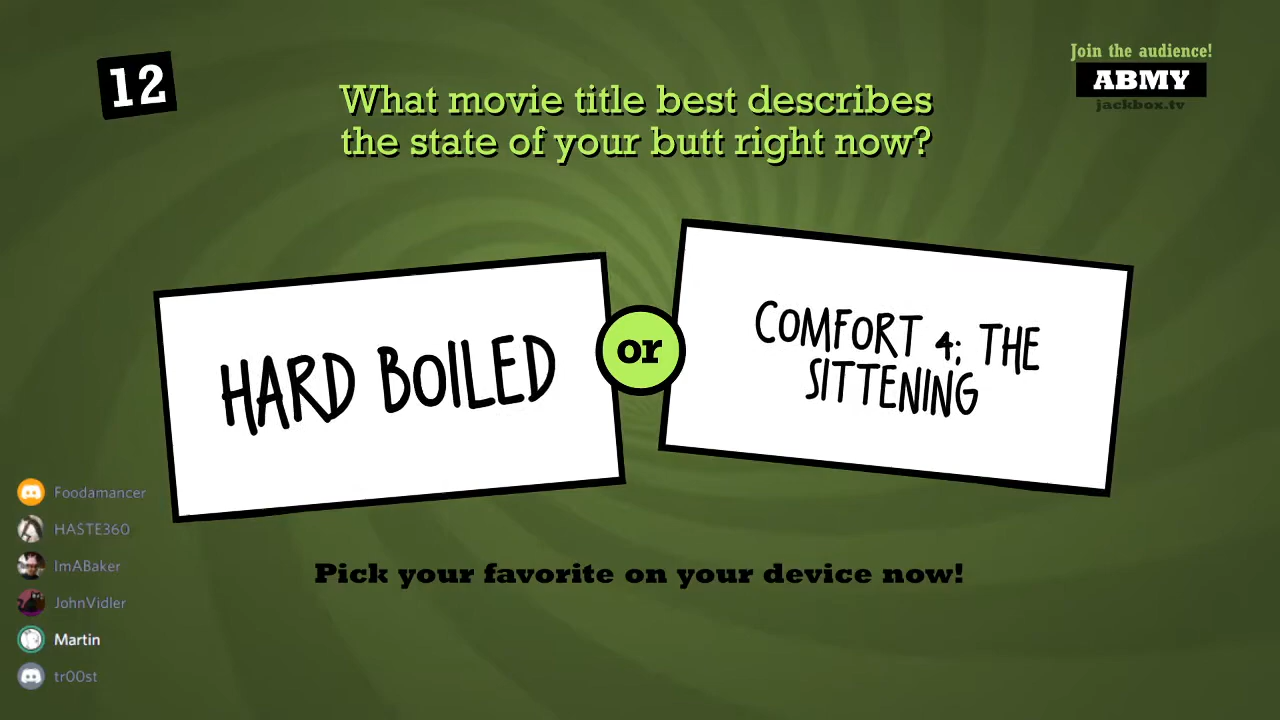 12
Join the audience!
ABMY
jackbox.tv
What movie title best describes
the state of your butt right now?
HARD BOILED
or
COMFORT 4; THE
SITTENING
Pick your favorite on your device now!
Foodamancer
HASTE360
ImABaker
JohnVidler
Martin
tr00st